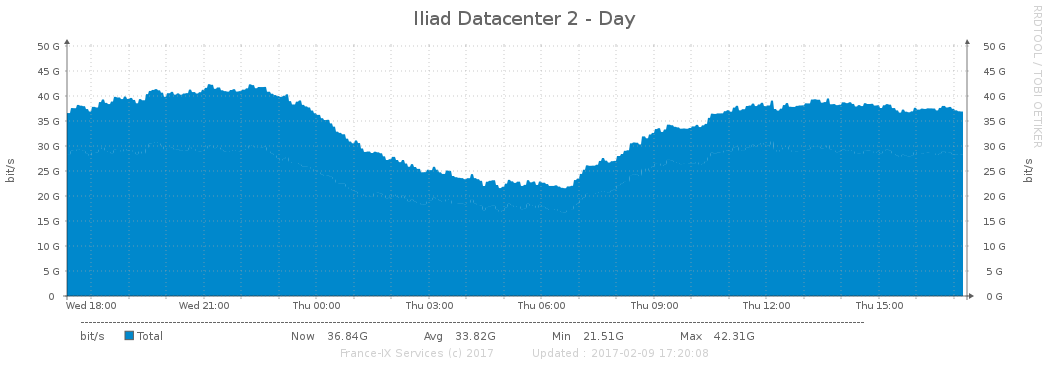 Iliad Datacenter 2 - Day
RRDTOOL / TOBI OETIKER
bit/s
50 G 50 G
45 G 45 G
40 G 40 G
35 G 35 G
30 G 30 G
25 G 25 G
20 G 20 G
15 G 15 G
10 G 10 G
5 G 5 G
0 0 G
bit/s
Wed 18:00 Wed 21:00 Thu 00:00 Thu 03:00 Thu 06:00 Thu 09:00 Thu 12:00 Thu 15:00
bit/s Total Now 36.84G Avg 33.82G Min 21.51G Max 42.31G
France-IX Services (c) 2017 Updated : 2017-02-09 17:20:08